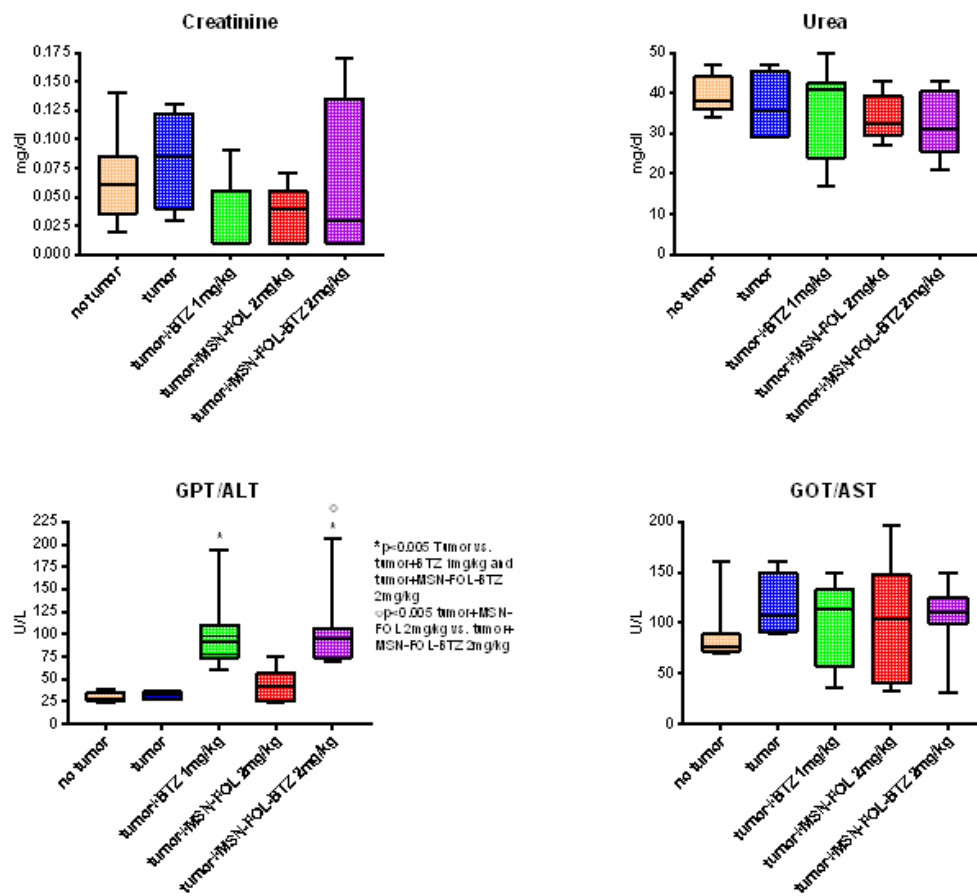 Creatinine
0.175
0.150
0.125
0.100
0.075
0.050
0.025
0.000
mg/dl
no tumor
tumor
tumor+BTZ 1mg/kg
tumor+MSN-FOL 2mg/kg
tumor+MSN-FOL-BTZ 2mg/kg
Urea
50
40
30
20
10
0
mg/dl
no tumor
tumor
tumor+BTZ 1mg/kg
tumor+MSN-FOL 2mg/kg
tumor+MSN-FOL-BTZ 2mg/kg
GPT/ALT
225
200
175
150
125
100
75
50
25
0
U/L
*
○
*
no tumor
tumor
tumor+BTZ 1mg/kg
tumor+MSN-FOL 2mg/kg
tumor+MSN-FOL-BTZ 2mg/kg
*p<0.005 Tumor vs.
tumor+BTZ 1mg/kg and
tumor+MSN-FOL-BTZ
2mg/kg
○p<0.005 tumor+MSN-
FOL 2mg/kg vs. tumor+
MSN-FOL-BTZ 2mg/kg
GOT/AST
200
150
100
50
0
U/L
no tumor
tumor
tumor+BTZ 1mg/kg
tumor+MSN-FOL 2mg/kg
tumor+MSN-FOL-BTZ 2mg/kg